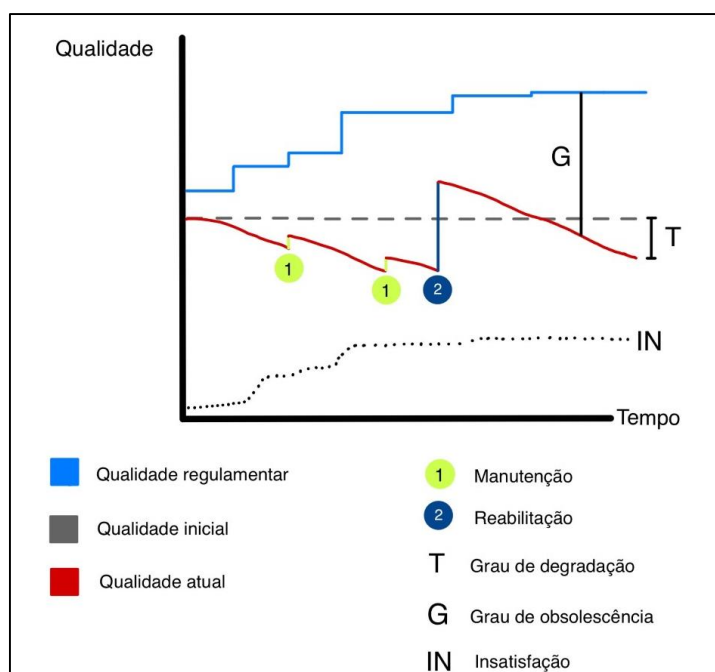 Qualidade
G
T
1
1
2
IN
Tempo
Qualidade regulamentar
Qualidade inicial
Qualidade atual
1 Manutenção
2 Reabilitação
T Grau de degradação
G Grau de obsolescência
IN Insatisfação